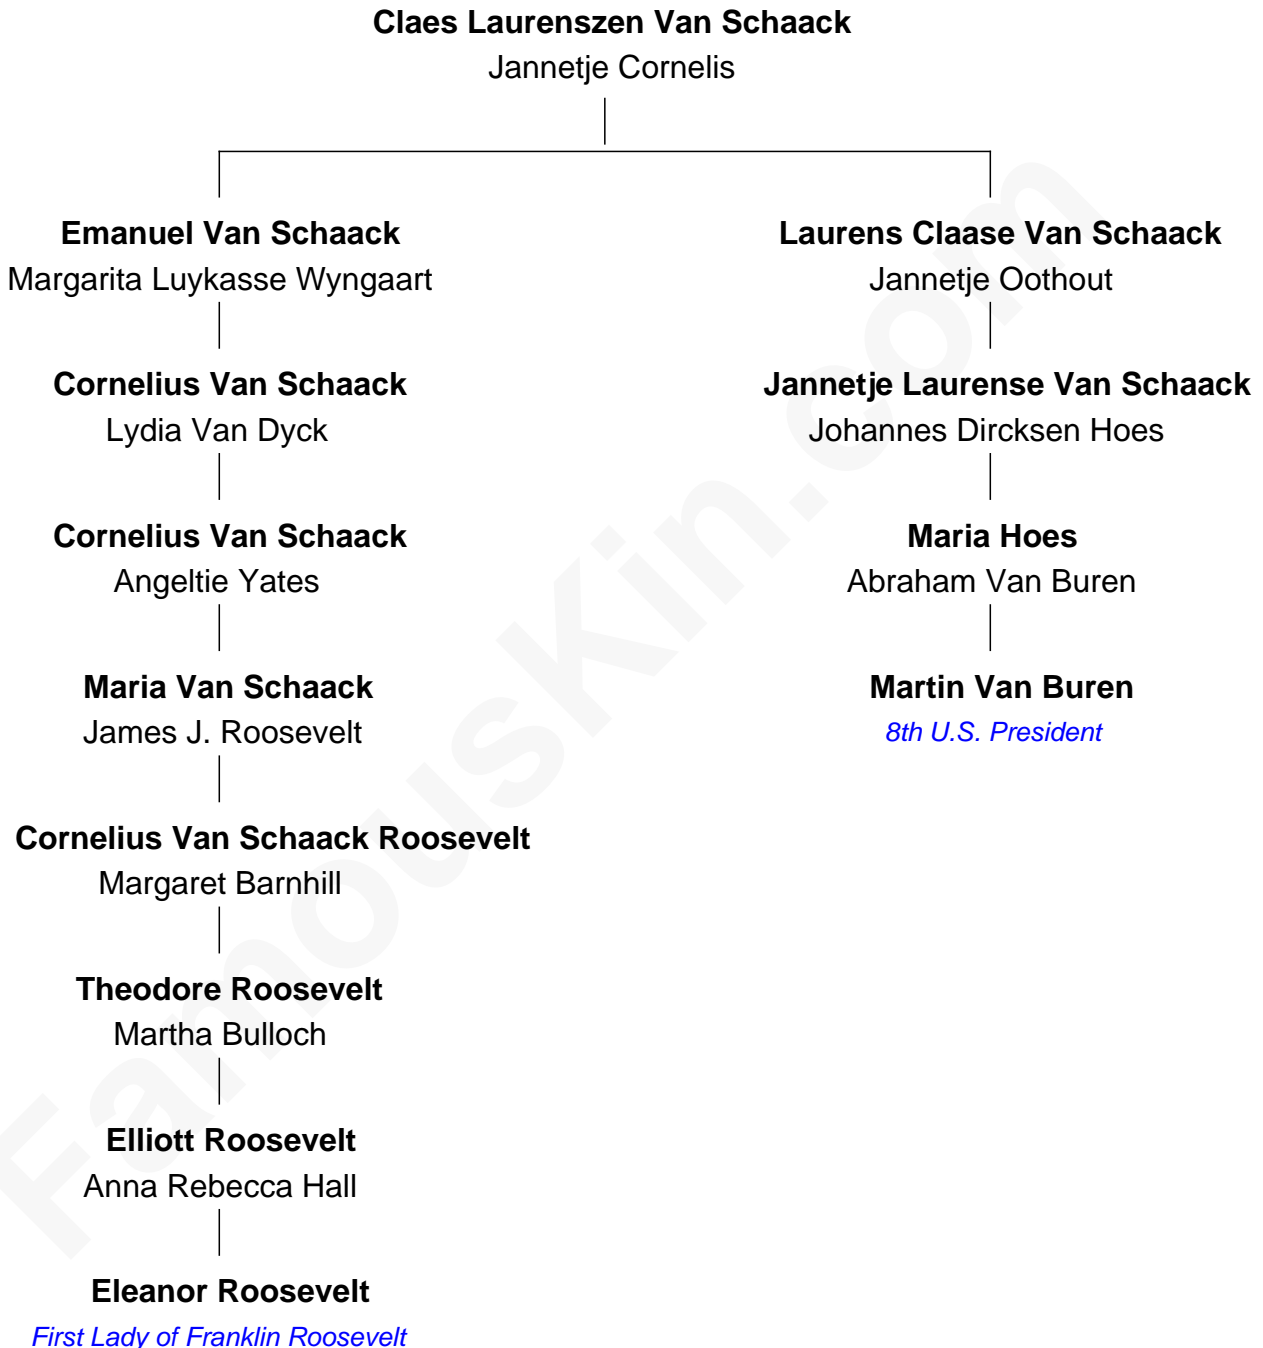 Claes Laurenszen Van Schaack
Jannetje Cornelis
Emanuel Van Schaack
Margarita Luykasse Wyngaart
Cornelius Van Schaack
Lydia Van Dyck
Cornelius Van Schaack
Angeltie Yates
Maria Van Schaack
James J. Roosevelt
Cornelius Van Schaack Roosevelt
Margaret Barnhill
Theodore Roosevelt
Martha Bulloch
Elliott Roosevelt
Anna Rebecca Hall
Eleanor Roosevelt
First Lady of Franklin Roosevelt
Laurens Claase Van Schaack
Jannetje Oothout
Jannetje Laurense Van Schaack
Johannes Dircksen Hoes
Maria Hoes
Abraham Van Buren
Martin Van Buren
8th U.S. President
FamousKin.com